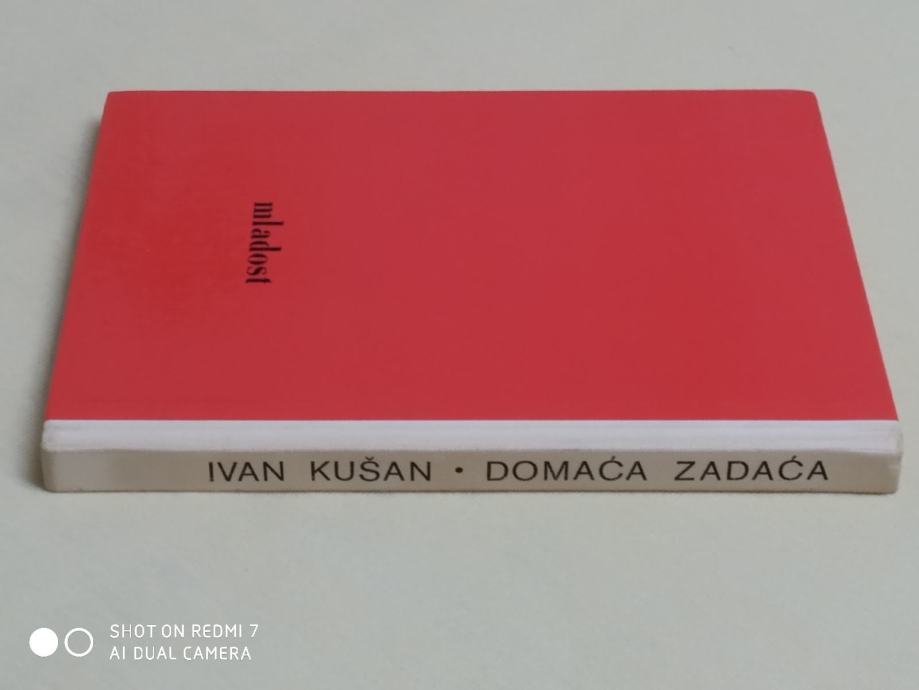 mladost
IVAN KUŠAN • DOMAĆA ZADAĆA
SHOT ON REDMI 7
AI DUAL CAMERA